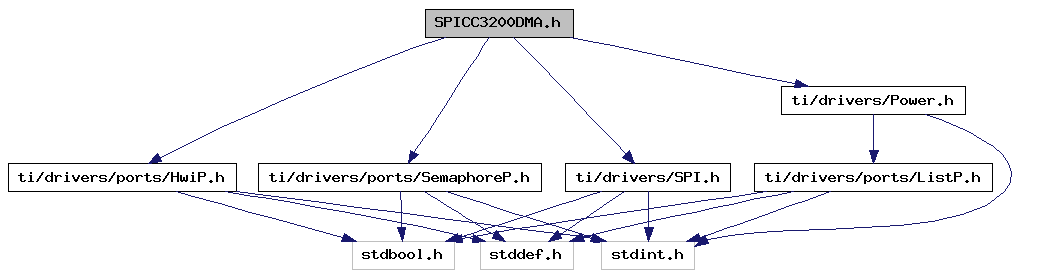 SPICC3200DMA.h
ti/drivers/Power.h
ti/drivers/ports/HwiP.h
ti/drivers/ports/SemaphoreP.h
ti/drivers/SPI.h
ti/drivers/ports/ListP.h
stdbool.h
stddef.h
stdint.h